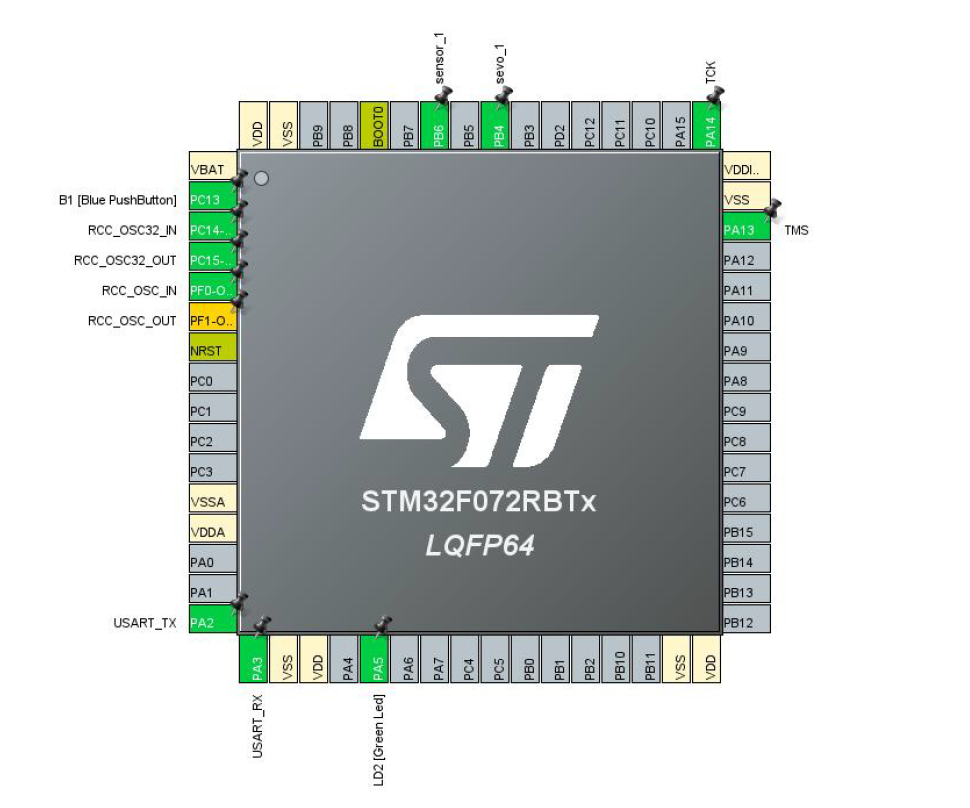 sensor_1
sevo_1
TCK
VDD
VSS
PB9
PB8
BOOT0
PB7
PB6
PB5
PB4
PB3
PD2
PC12
PC11
PC10
PA15
PA14
VBAT
B1 [Blue PushButton] PC13
RCC_OSC32_IN PC14-..
RCC_OSC32_OUT PC15-..
RCC_OSC_IN PF0-O..
RCC_OSC_OUT PF1-O..
NRST
PC0
PC1
PC2
PC3
VSSA
VDDA
PA0
PA1
USART_TX PA2
VDDI..
VSS
PA13 TMS
PA12
PA11
PA10
PA9
PA8
PC9
PC8
PC7
PC6
PB15
PB14
PB13
PB12
STM32F072RBTx
LQFP64
PA3
VSS
VDD
PA4
PA5
PA6
PA7
PC4
PC5
PB0
PB1
PB2
PB10
PB11
VSS
VDD
USART_RX
LD2 [Green Led]